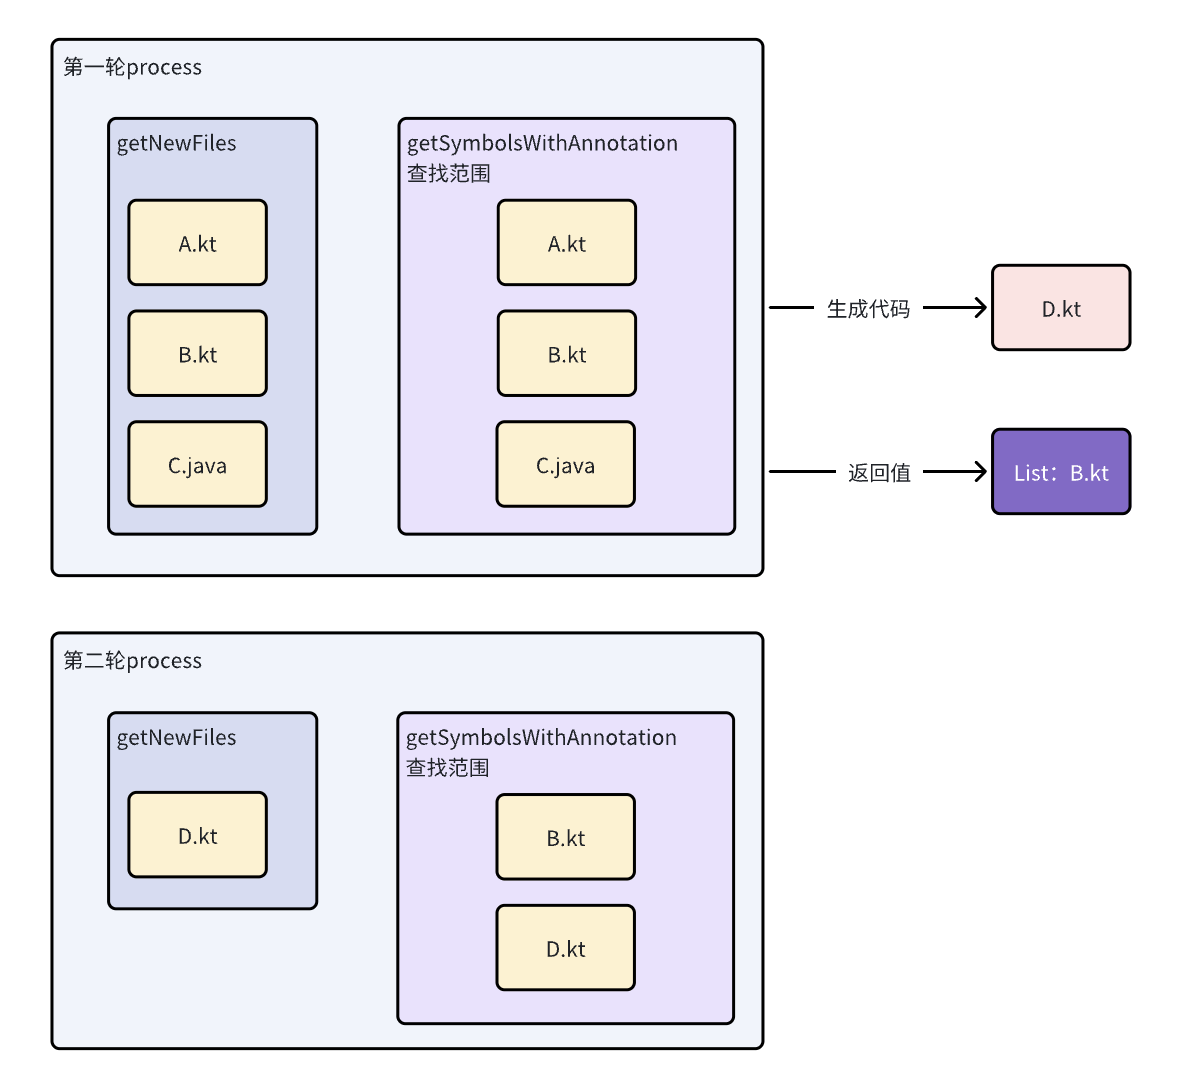 第一轮process
getNewFiles
A.kt
B.kt
C.java
getSymbolsWithAnnotation
查找范围
A.kt
B.kt
C.java
生成代码
D.kt
返回值
List：B.kt
第二轮process
getNewFiles
D.kt
getSymbolsWithAnnotation
查找范围
B.kt
D.kt